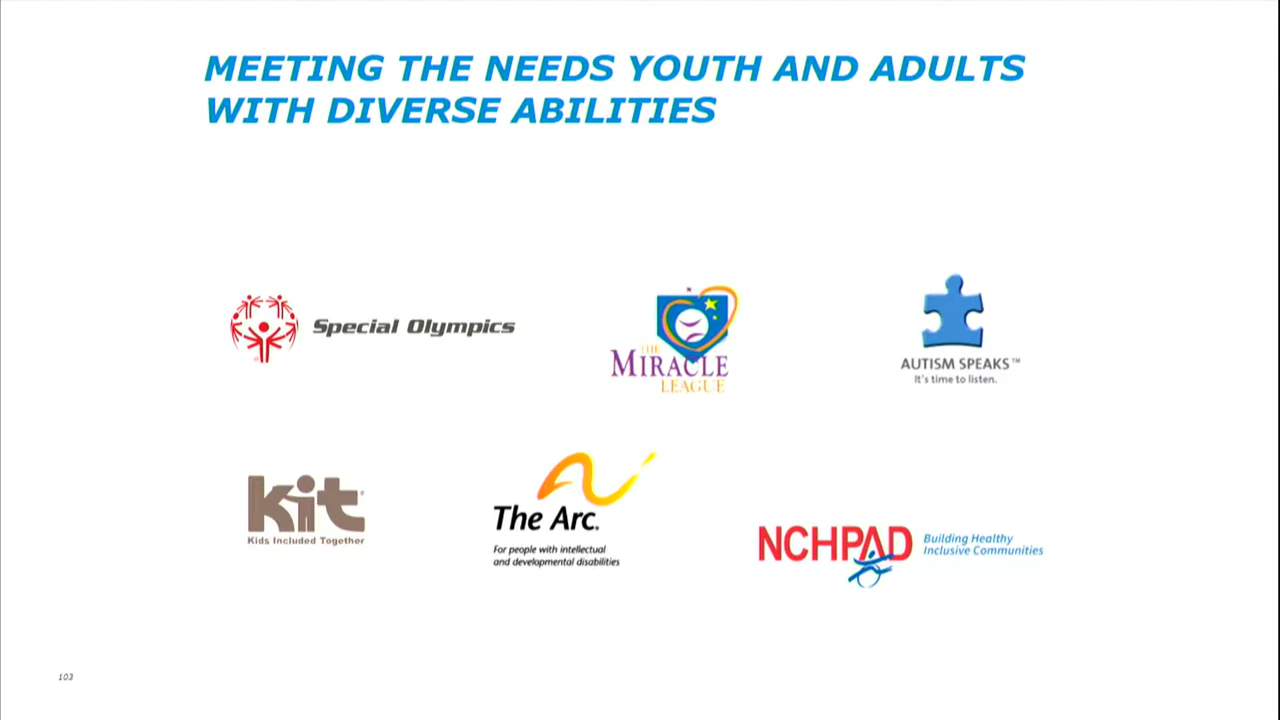 MEETING THE NEEDS YOUTH AND ADULTS
WITH DIVERSE ABILITIES
Special Olympics
THE
MIRACLE
LEAGUE
AUTISM SPEAKS™
It's time to listen.
kit®
Kids Included Together
The Arc.
For people with intellectual
and developmental disabilities
NCHPAD
Building Healthy
Inclusive Communities
103